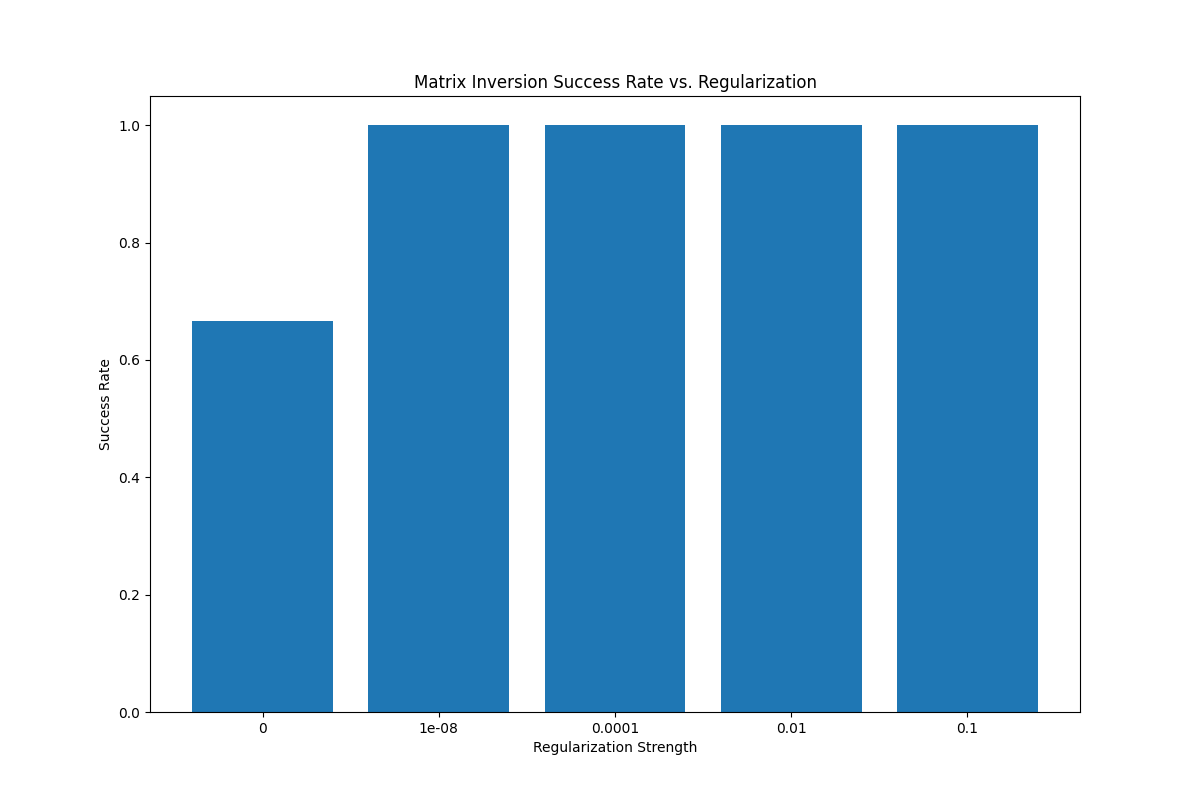 Matrix Inversion Success Rate vs. Regularization
1.0
0.8
0.6
0.4
0.2
0.0
Success Rate
0 1e-08 0.0001 0.01 0.1
Regularization Strength